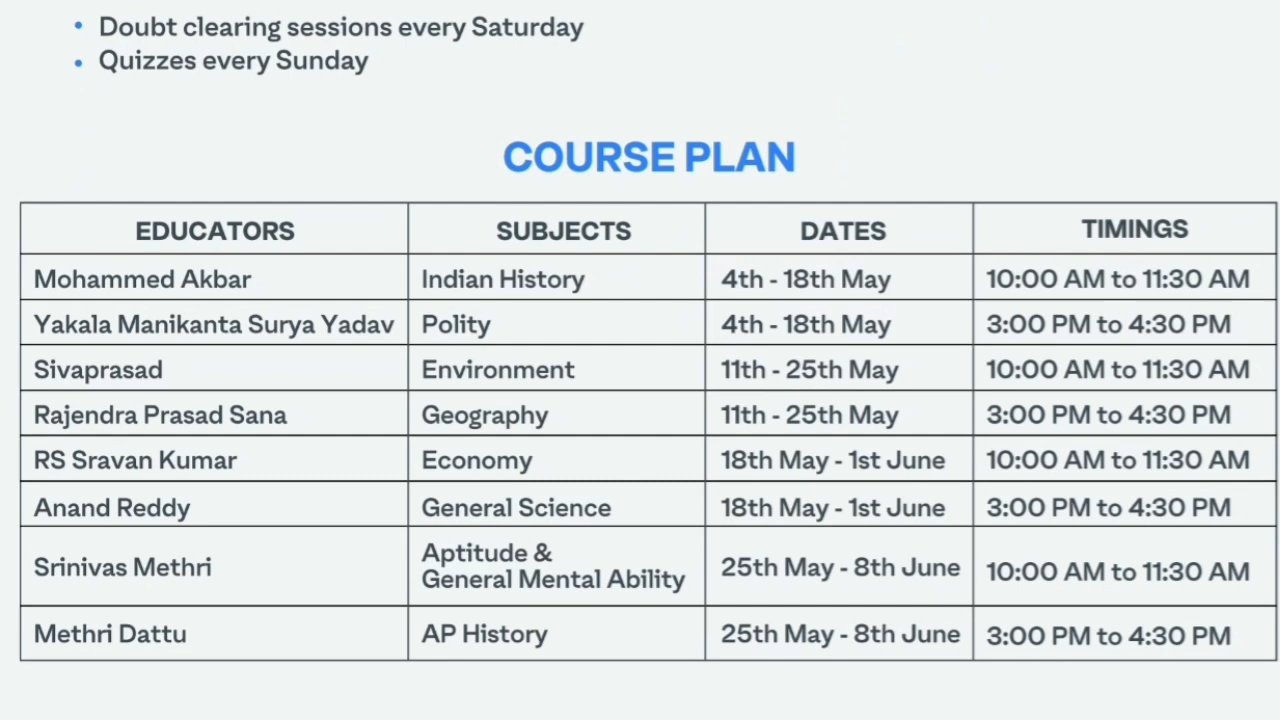 • Doubt clearing sessions every Saturday
• Quizzes every Sunday
COURSE PLAN
EDUCATORS SUBJECTS DATES TIMINGS
Mohammed Akbar Indian History 4th - 18th May 10:00 AM to 11:30 AM
Yakala Manikanta Surya Yadav Polity 4th - 18th May 3:00 PM to 4:30 PM
Sivaprasad Environment 11th - 25th May 10:00 AM to 11:30 AM
Rajendra Prasad Sana Geography 11th - 25th May 3:00 PM to 4:30 PM
RS Sravan Kumar Economy 18th May - 1st June 10:00 AM to 11:30 AM
Anand Reddy General Science 18th May - 1st June 3:00 PM to 4:30 PM
Srinivas Methri Aptitude &
General Mental Ability 25th May - 8th June 10:00 AM to 11:30 AM
Methri Dattu AP History 25th May - 8th June 3:00 PM to 4:30 PM